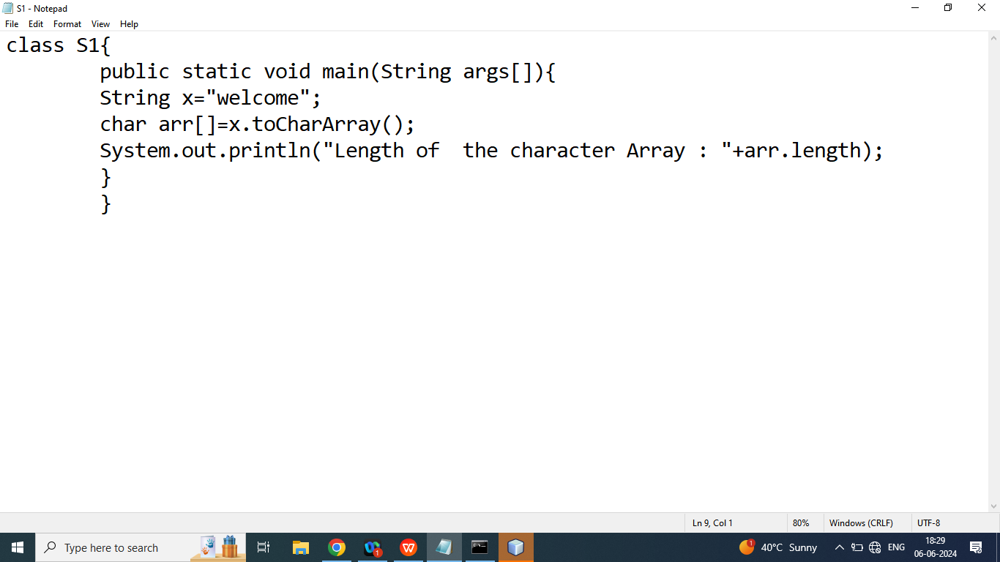 S1 - Notepad
File Edit Format View Help
class S1{
public static void main(String args[]){
String x="welcome";
char arr[]=x.toCharArray();
System.out.println("Length of  the character Array : "+arr.length);
}
}
Ln 9, Col 1 80% Windows (CRLF) UTF-8
Type here to search 1 W 1 40°C Sunny ENG 18:29
06-06-2024